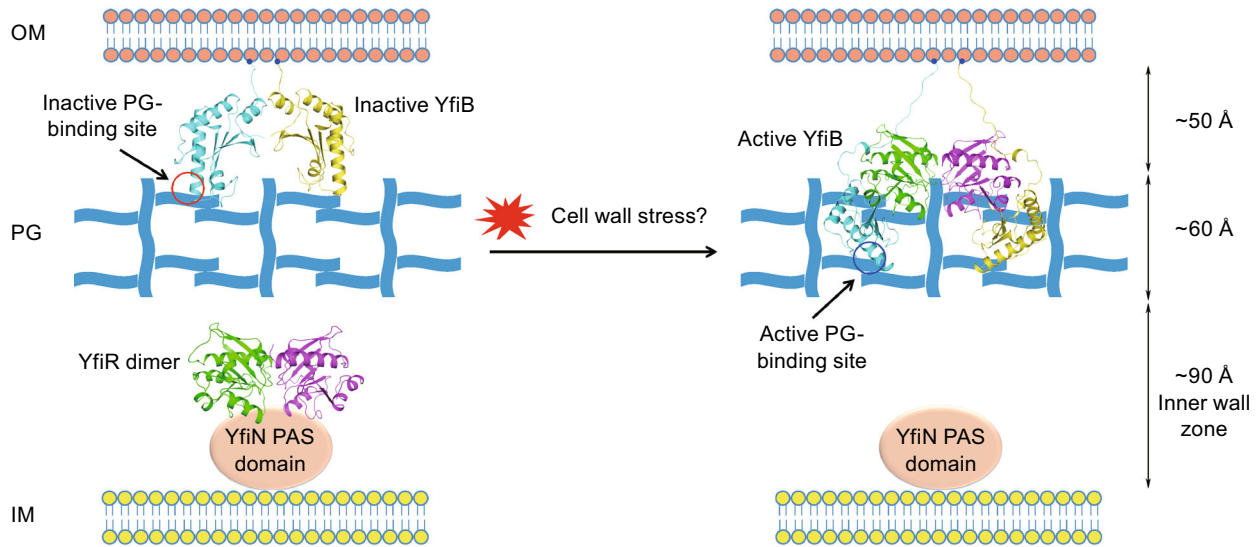 OM
Inactive PG-
binding site
Inactive YfiB
PG
YfiR dimer
YfiN PAS
domain
IM
Cell wall stress?
Active YfiB
Active PG-
binding site
YfiN PAS
domain
~50 Å
~60 Å
~90 Å
Inner wall
zone